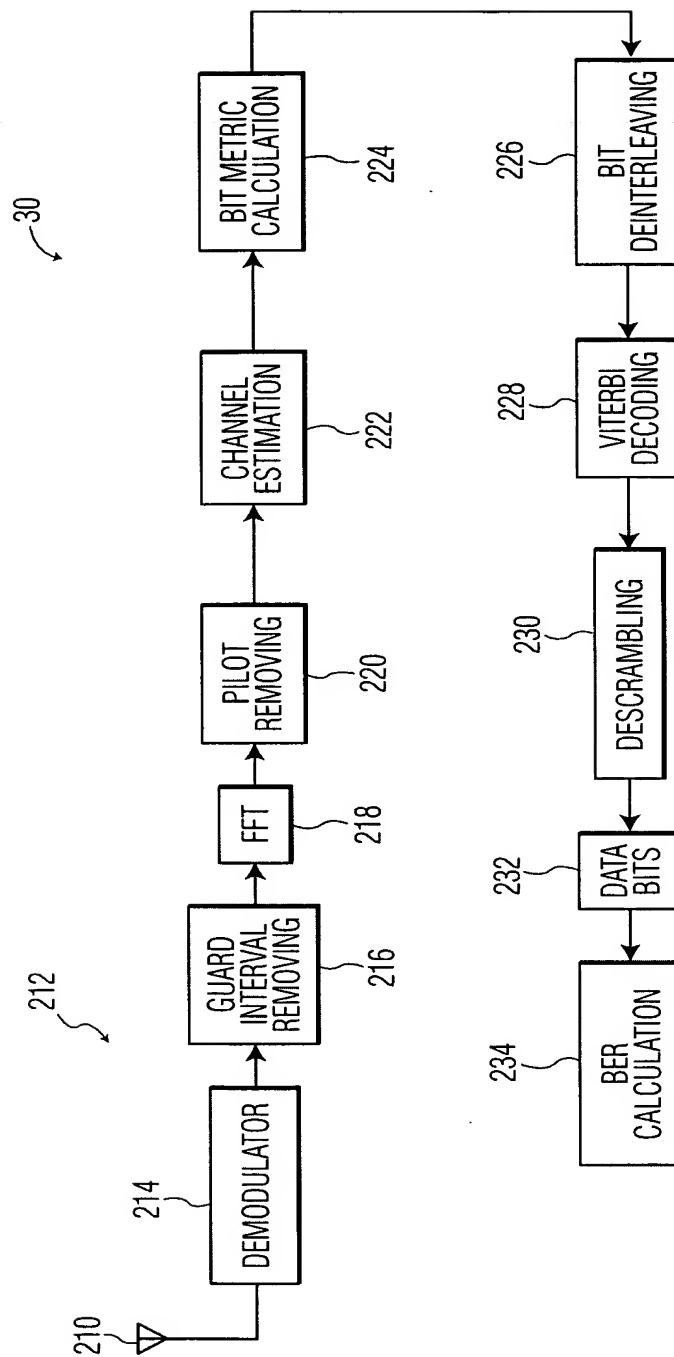 30
212
210
DEMODULATOR
214
GUARD
INTERVAL
REMOVING
216
FFT
218
PILOT
REMOVING
220
CHANNEL
ESTIMATION
222
BIT METRIC
CALCULATION
224
BIT
DEINTERLEAVING
226
VITERBI
DECODING
228
DESCRAMBLING
230
DATA
BITS
232
BER
CALCULATION
234